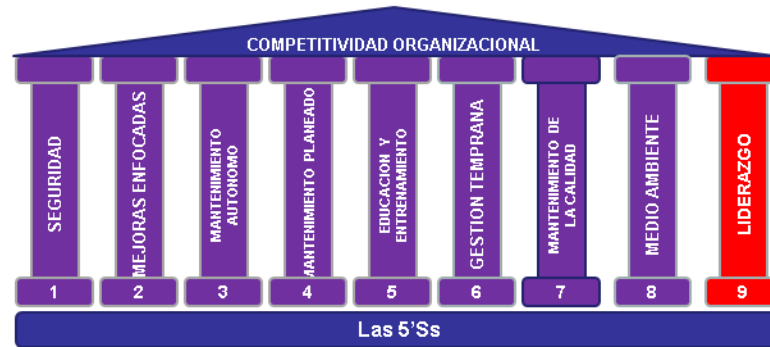 COMPETITIVIDAD ORGANIZACIONAL
SEGURIDAD
MEJORAS ENFOCADAS
MANTENIMIENTO
AUTONOMO
MANTENIMIENTO PLANEADO
EDUCACION Y
ENTRENAMIENTO
GESTION TEMPRANA
MANTENIMIENTO DE
LA CALIDAD
MEDIO AMBIENTE
LIDERAZGO
1
2
3
4
5
6
7
8
9
Las 5'Ss